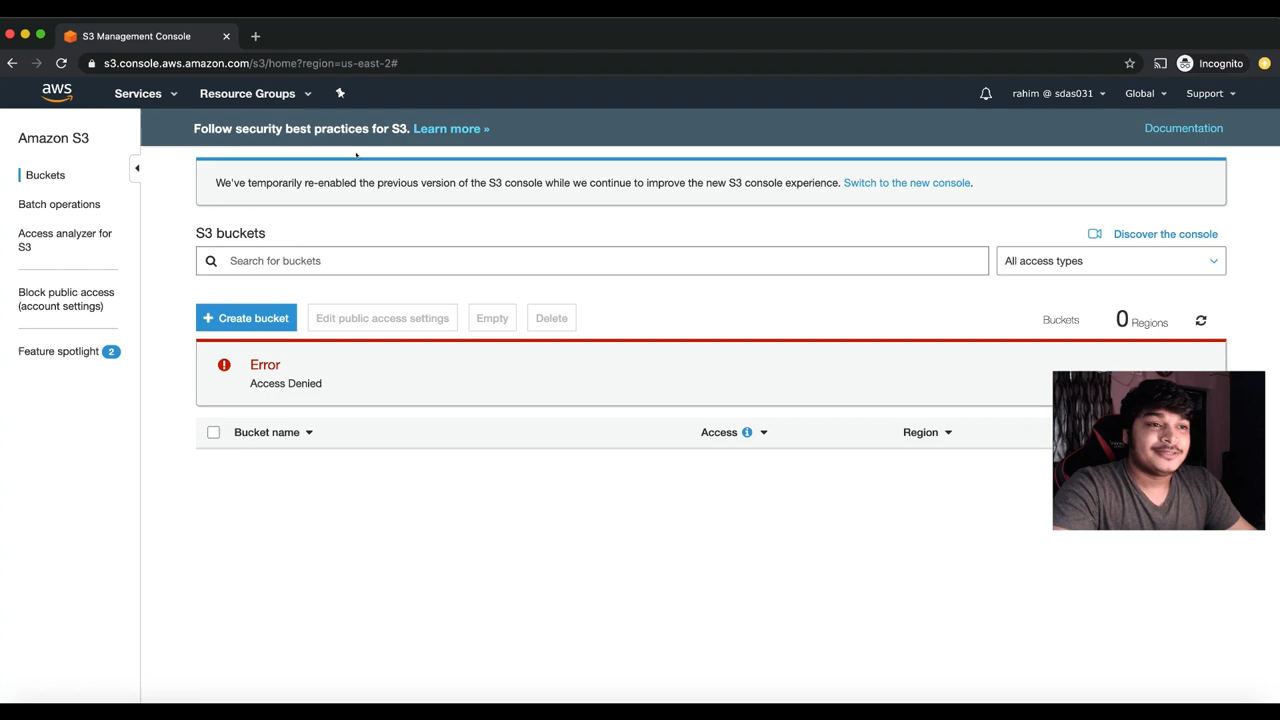 S3 Management Console
s3.console.aws.amazon.com/s3/home?region=us-east-2#
Incognito
aws
Services
Resource Groups
rahim @ sdas031
Global
Support
Amazon S3
Buckets
Batch operations
Access analyzer for
S3
Block public access
(account settings)
Feature spotlight 2
Follow security best practices for S3. Learn more »
Documentation
We've temporarily re-enabled the previous version of the S3 console while we continue to improve the new S3 console experience. Switch to the new console.
S3 buckets
Discover the console
Search for buckets
All access types
+ Create bucket
Edit public access settings
Empty
Delete
Buckets
0 Regions
Error
Access Denied
Bucket name
Access
Region